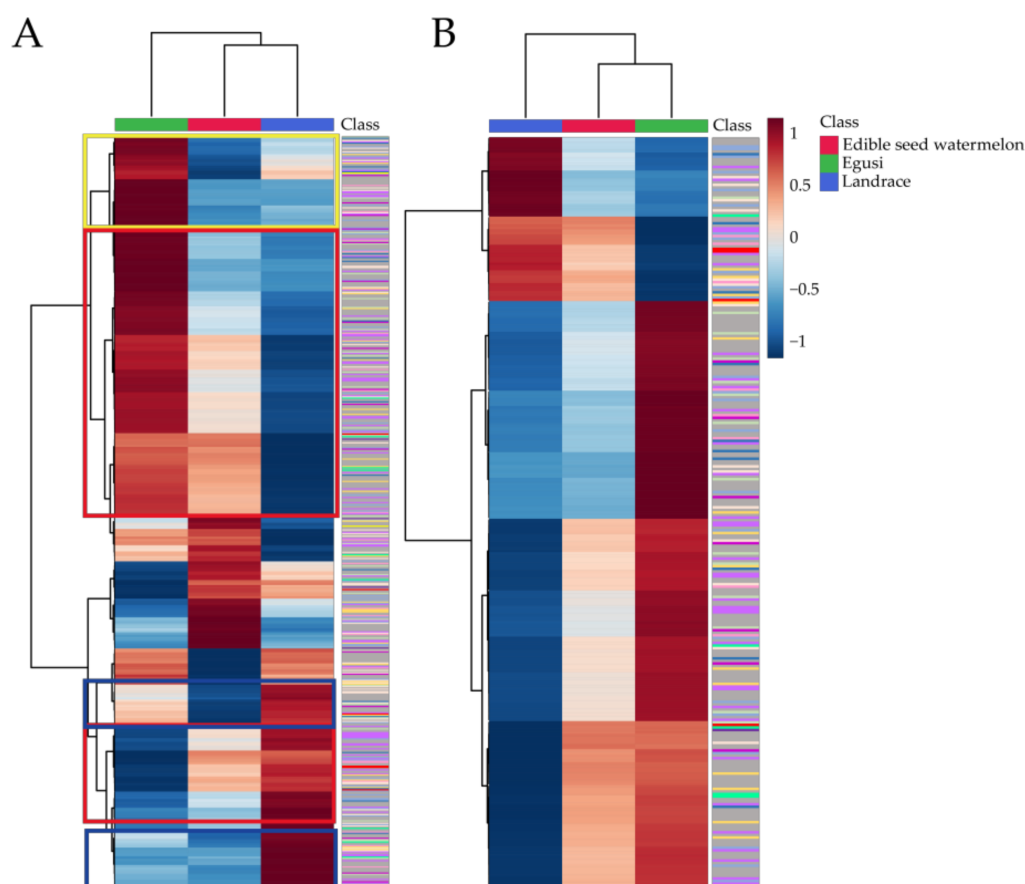 A
B
Class
Class
Class
Edible seed watermelon
Egusi
Landrace
1
0.5
0
−0.5
−1